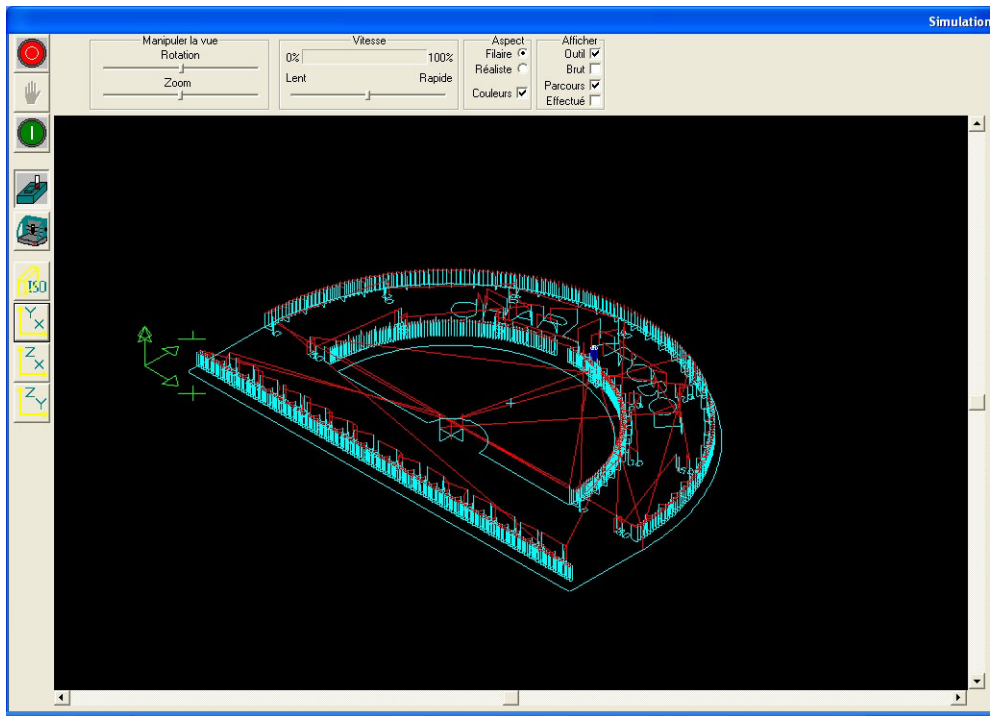 Simulation
Manipuler la vue
Rotation
Zoom
Vitesse
0% 100%
Lent Rapide
Aspect
Filaire
Réaliste
Couleurs
Afficher
Outil
Brut
Parcours
Effectué
ISO
Y X
Z X
Z Y